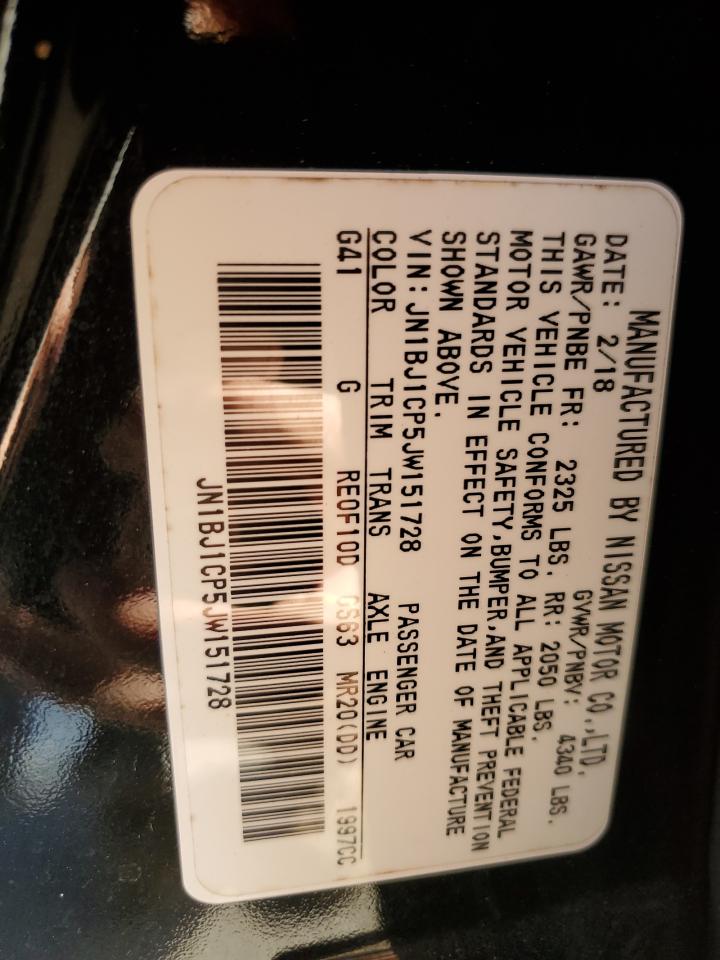 MANUFACTURED BY NISSAN MOTOR CO.,LTD.
DATE: 2/18 GVWR/PNBV: 4340 LBS.
GAWR/PNBE FR: 2325 LBS. RR: 2050 LBS.
THIS VEHICLE CONFORMS TO ALL APPLICABLE FEDERAL
MOTOR VEHICLE SAFETY,BUMPER,AND THEFT PREVENTION
STANDARDS IN EFFECT ON THE DATE OF MANUFACTURE
SHOWN ABOVE.
VIN: JN1BJ1CP5JW151728 PASSENGER CAR
COLOR TRIM TRANS AXLE ENGINE
G41 G RE0F10D CS63 MR20(DD) 1997CC
JN1BJ1CP5JW151728